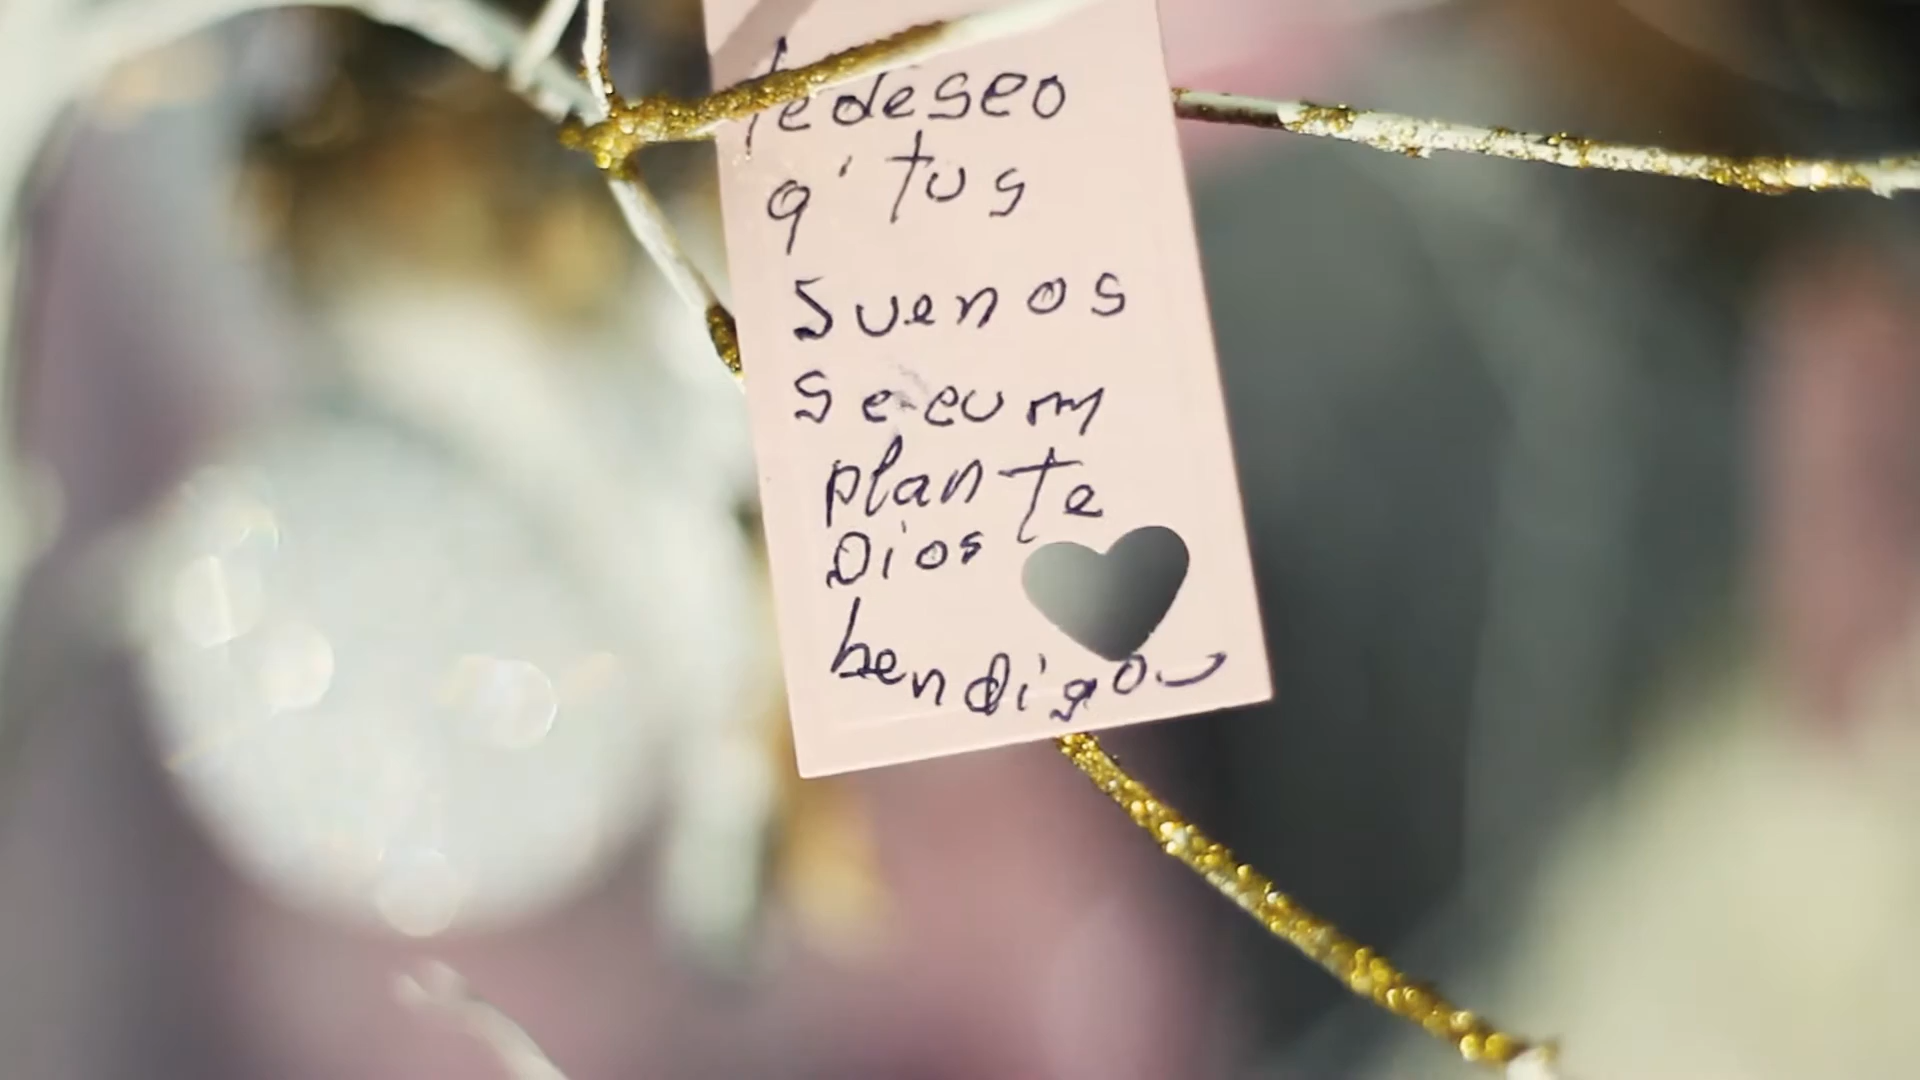 Te deseo
q' tus
Suenos
se cum
plan te
Dios
bendiga